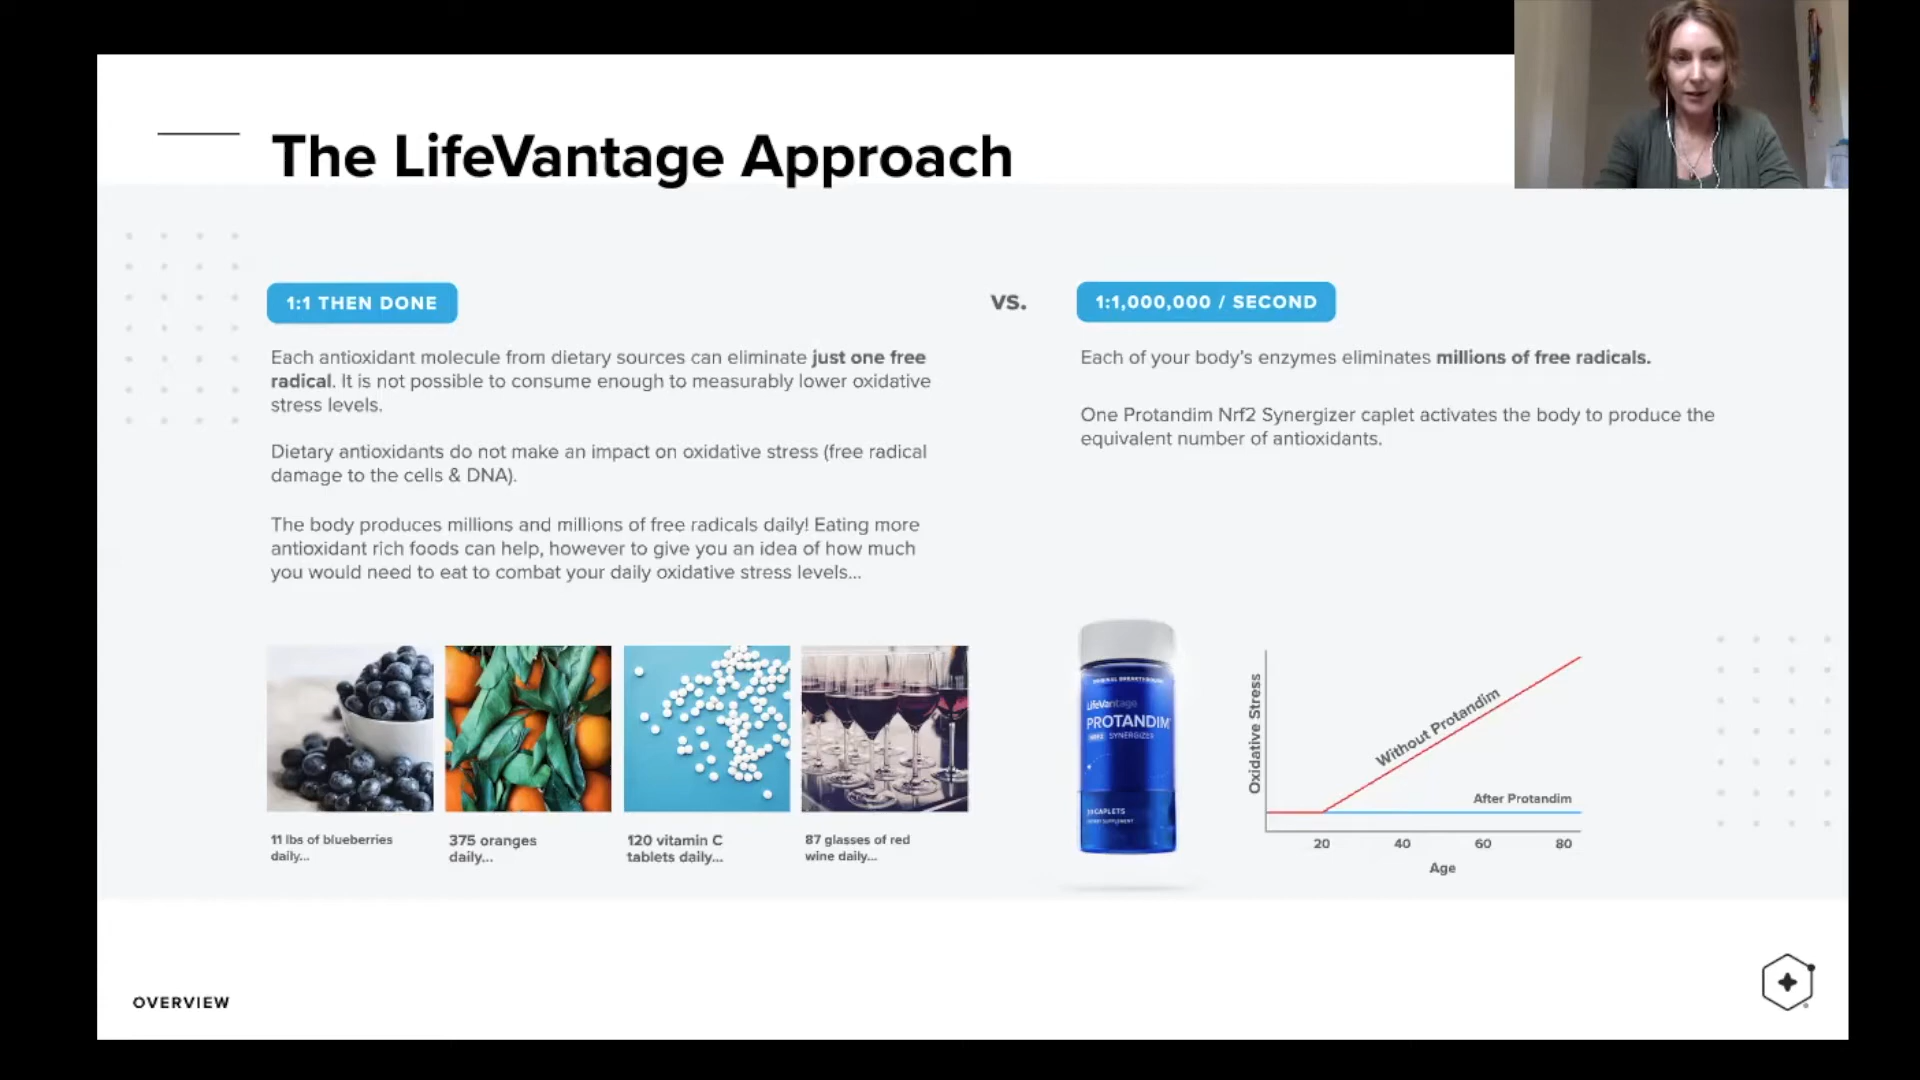 The LifeVantage Approach
1:1 THEN DONE
Each antioxidant molecule from dietary sources can eliminate just one free
radical. It is not possible to consume enough to measurably lower oxidative
stress levels.
Dietary antioxidants do not make an impact on oxidative stress (free radical
damage to the cells & DNA).
The body produces millions and millions of free radicals daily! Eating more
antioxidant rich foods can help, however to give you an idea of how much
you would need to eat to combat your daily oxidative stress levels...
11 lbs of blueberries
daily...
375 oranges
daily...
120 vitamin C
tablets daily...
87 glasses of red
wine daily...
vs.
1:1,000,000 / SECOND
Each of your body's enzymes eliminates millions of free radicals.
One Protandim Nrf2 Synergizer caplet activates the body to produce the
equivalent number of antioxidants.
LifeVantage
PROTANDIM
NRF2 SYNERGIZER
CAPLETS
Oxidative Stress
Without Protandim
After Protandim
20 40 60 80
Age
OVERVIEW